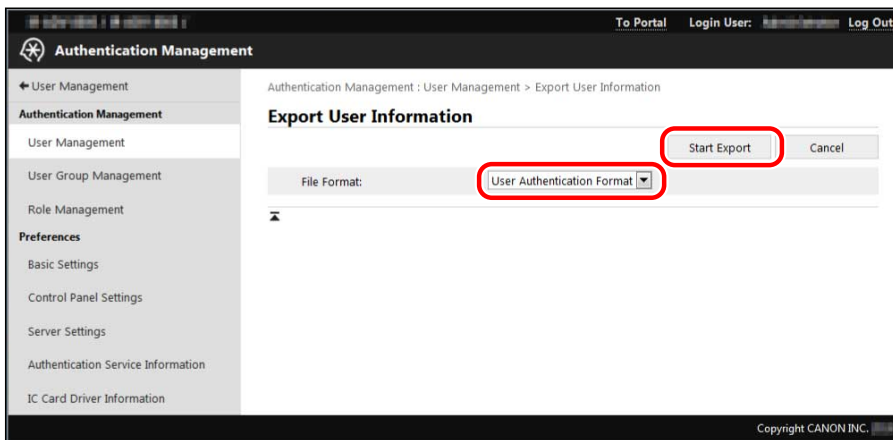 To Portal Login User: Log Out
Authentication Management
User Management
Authentication Management : User Management > Export User Information
Authentication Management
Export User Information
User Management
Start Export Cancel
User Group Management
File Format: User Authentication Format
Role Management
Preferences
Basic Settings
Control Panel Settings
Server Settings
Authentication Service Information
IC Card Driver Information
Copyright CANON INC.